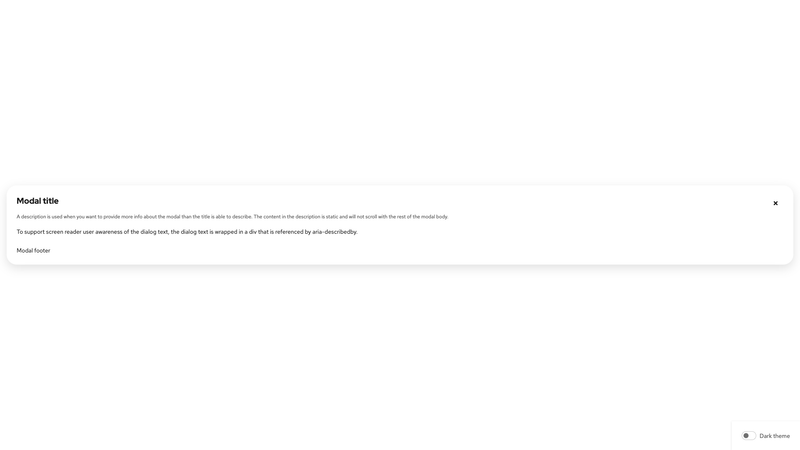 Modal title
A description is used when you want to provide more info about the modal than the title is able to describe. The content in the description is static and will not scroll with the rest of the modal body.
To support screen reader user awareness of the dialog text, the dialog text is wrapped in a div that is referenced by aria-describedby.
Modal footer
Dark theme